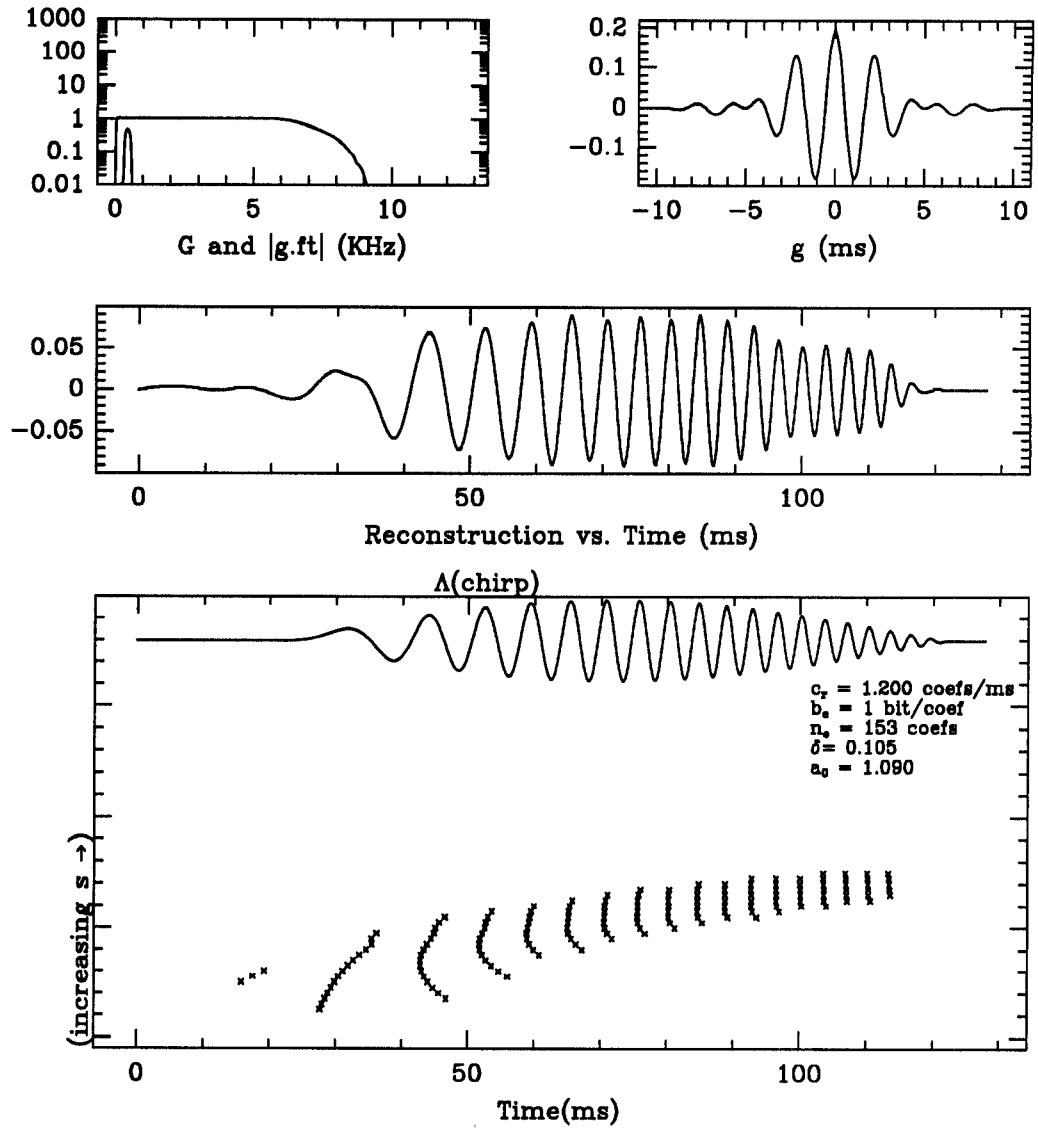 1000
100
10
1
0.1
0.01
0 5 10
G and |g.ft| (KHz)
0.2
0.1
0
−0.1
−10 −5 0 5 10
g (ms)
0.05
0
−0.05
0 50 100
Reconstruction vs. Time (ms)
Λ(chirp)
c_r = 1.200 coefs/ms
b_c = 1 bit/coef
n_c = 153 coefs
δ= 0.105
a_0 = 1.090
(increasing s →)
0 50 100
Time(ms)